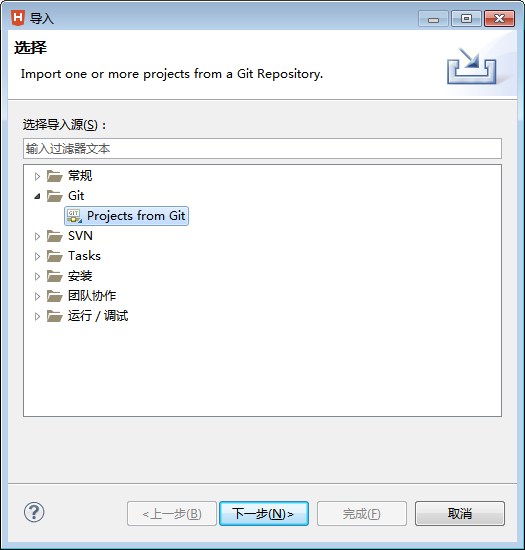 导入
选择
Import one or more projects from a Git Repository.
选择导入源(S)：
输入过滤器文本
常规
Git
Projects from Git
SVN
Tasks
安装
团队协作
运行 / 调试
<上一步(B)
下一步(N)>
完成(F)
取消